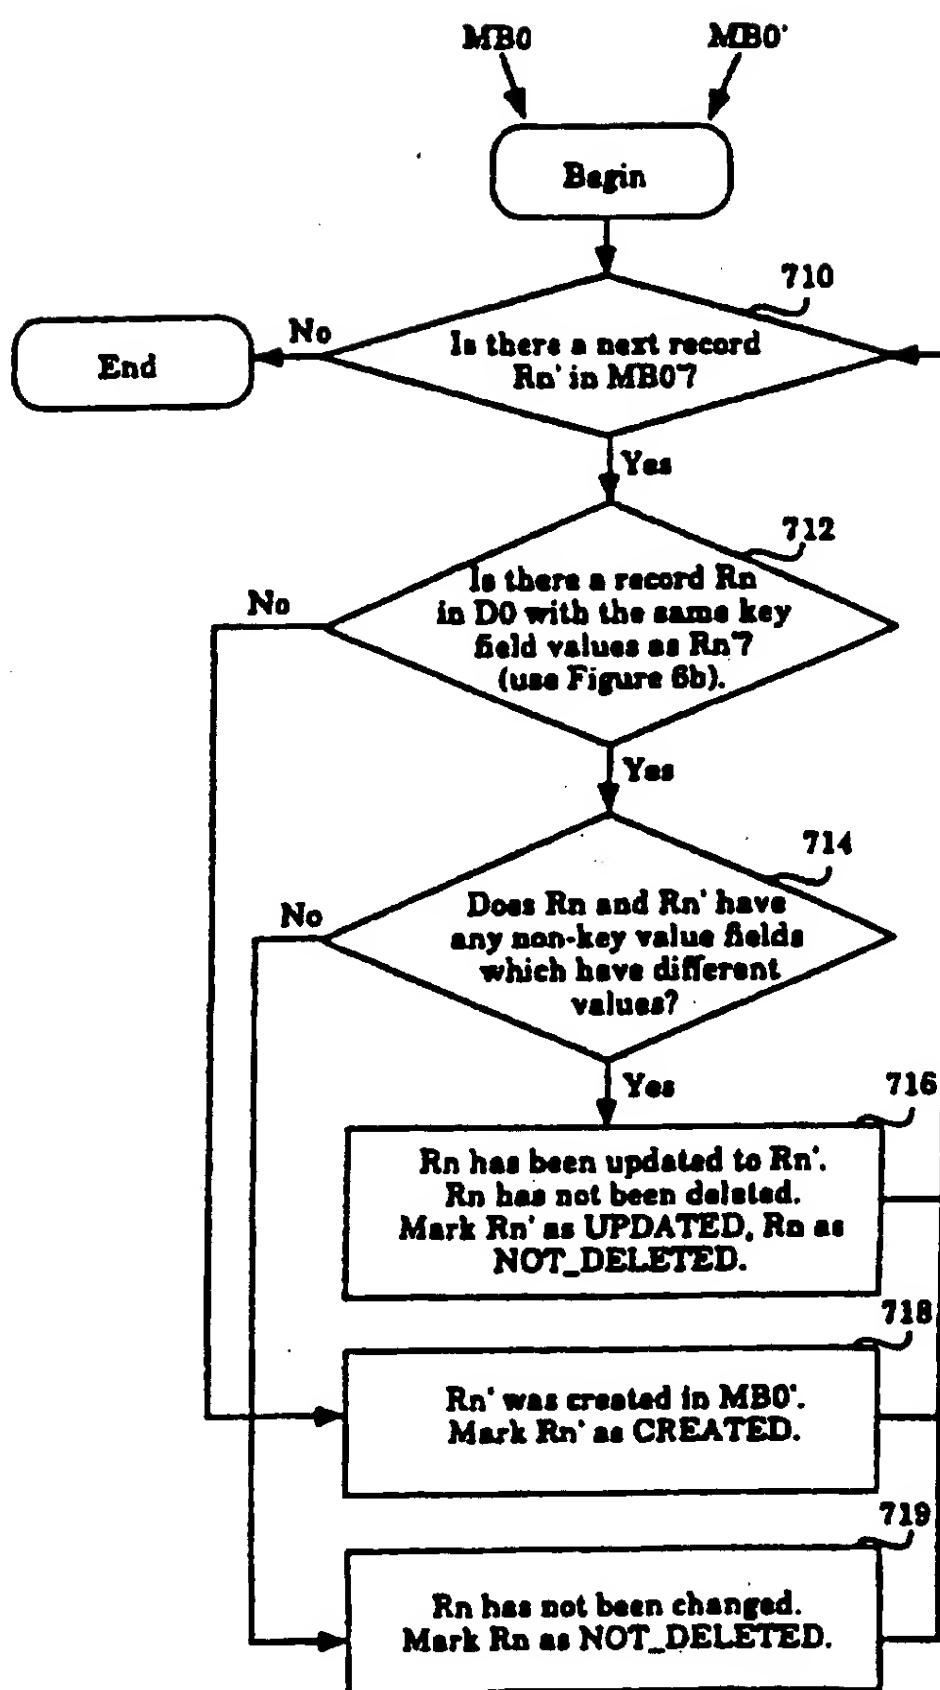 MB0 MB0'
Begin
710
No
End
Is there a next record
Rn' in MB0'?
Yes
712
No
Is there a record Rn
in D0 with the same key
field values as Rn'?
(use Figure 6b).
Yes
714
No
Does Rn and Rn' have
any non-key value fields
which have different
values?
Yes
716
Rn has been updated to Rn'.
Rn has not been deleted.
Mark Rn' as UPDATED, Rn as
NOT_DELETED.
718
Rn' was created in MB0'.
Mark Rn' as CREATED.
719
Rn has not been changed.
Mark Rn as NOT_DELETED.